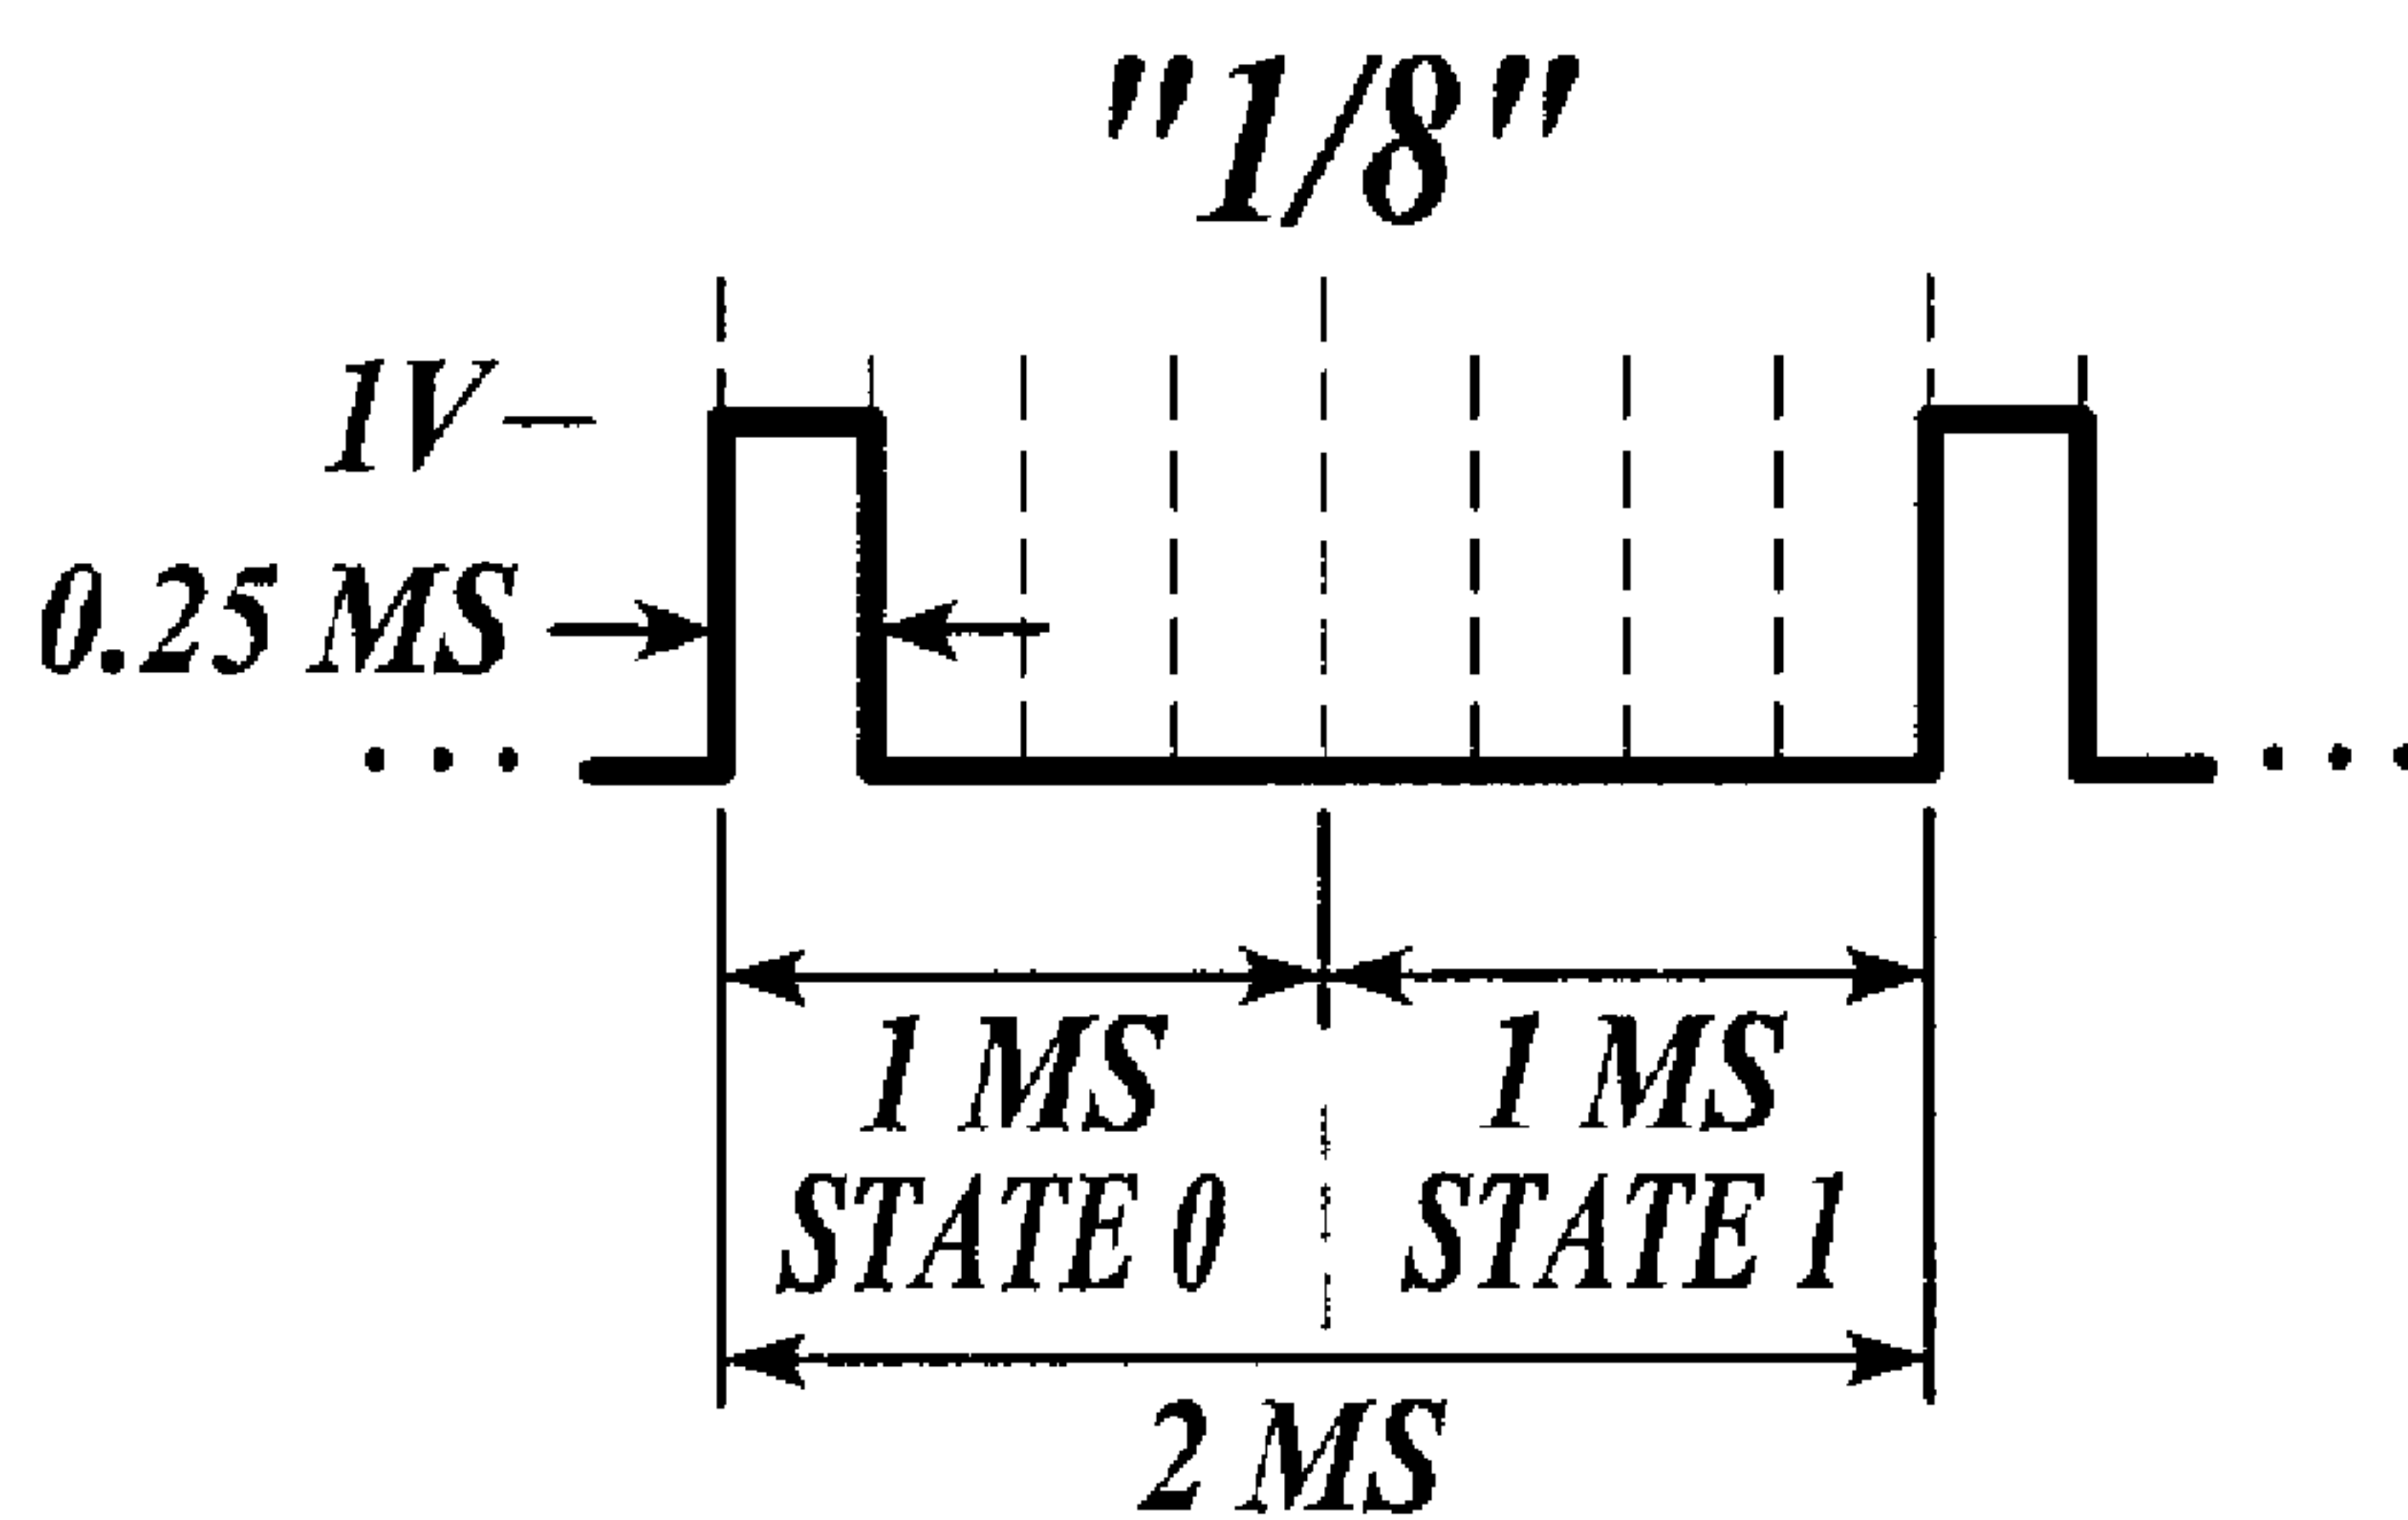 "1/8"
1V
0.25 MS
. . .
. . .
1 MS
1 MS
STATE 0
STATE 1
2 MS